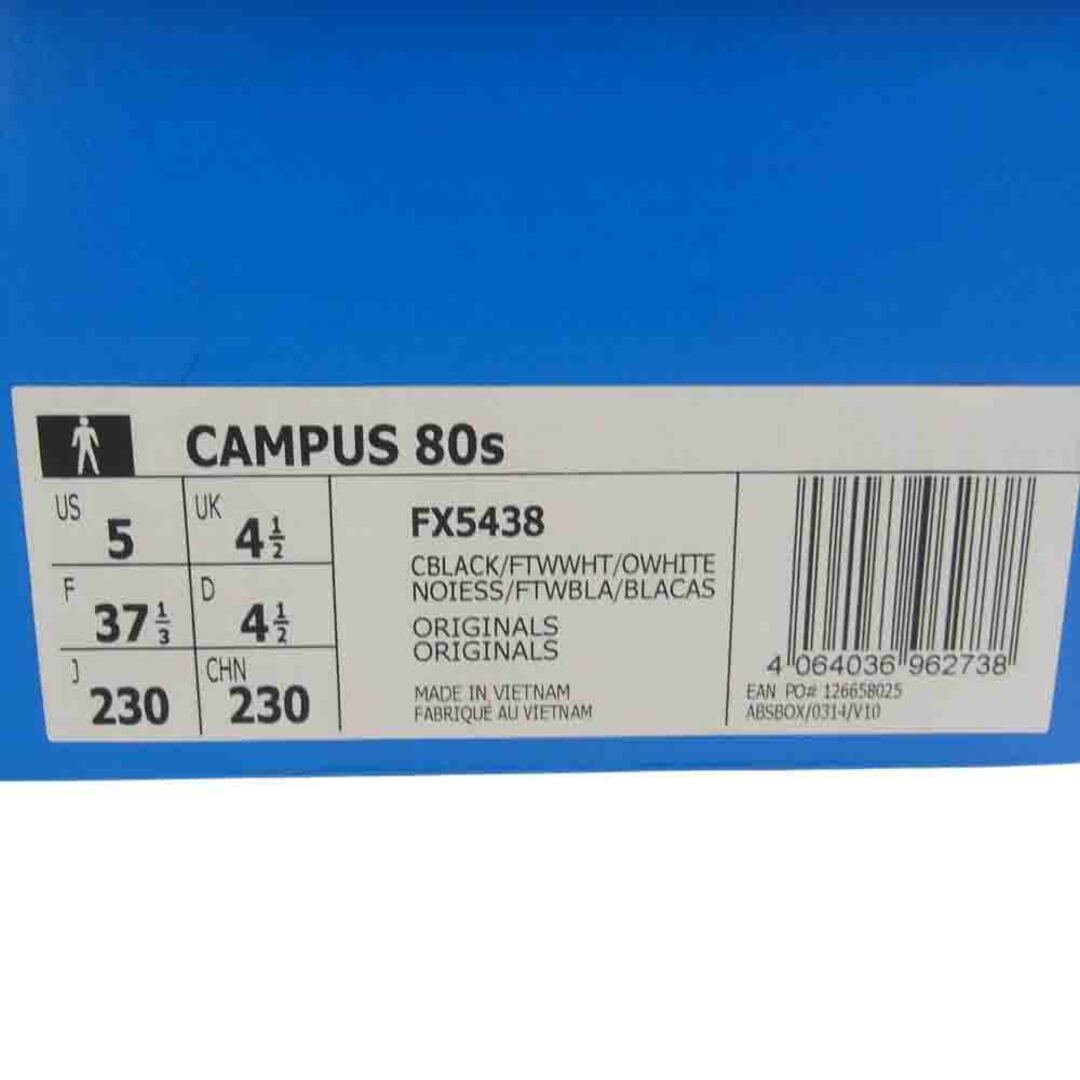 CAMPUS 80s
US 5 UK 4 1/2
F 37 1/3 D 4 1/2
J 230 CHN 230
FX5438
CBLACK/FTWWHT/OWHITE
NOIESS/FTWBLA/BLACAS
ORIGINALS
ORIGINALS
MADE IN VIETNAM
FABRIQUÉ AU VIETNAM
4 064036 962738
EAN PO# 126658025
ABSBOX/0314/V10